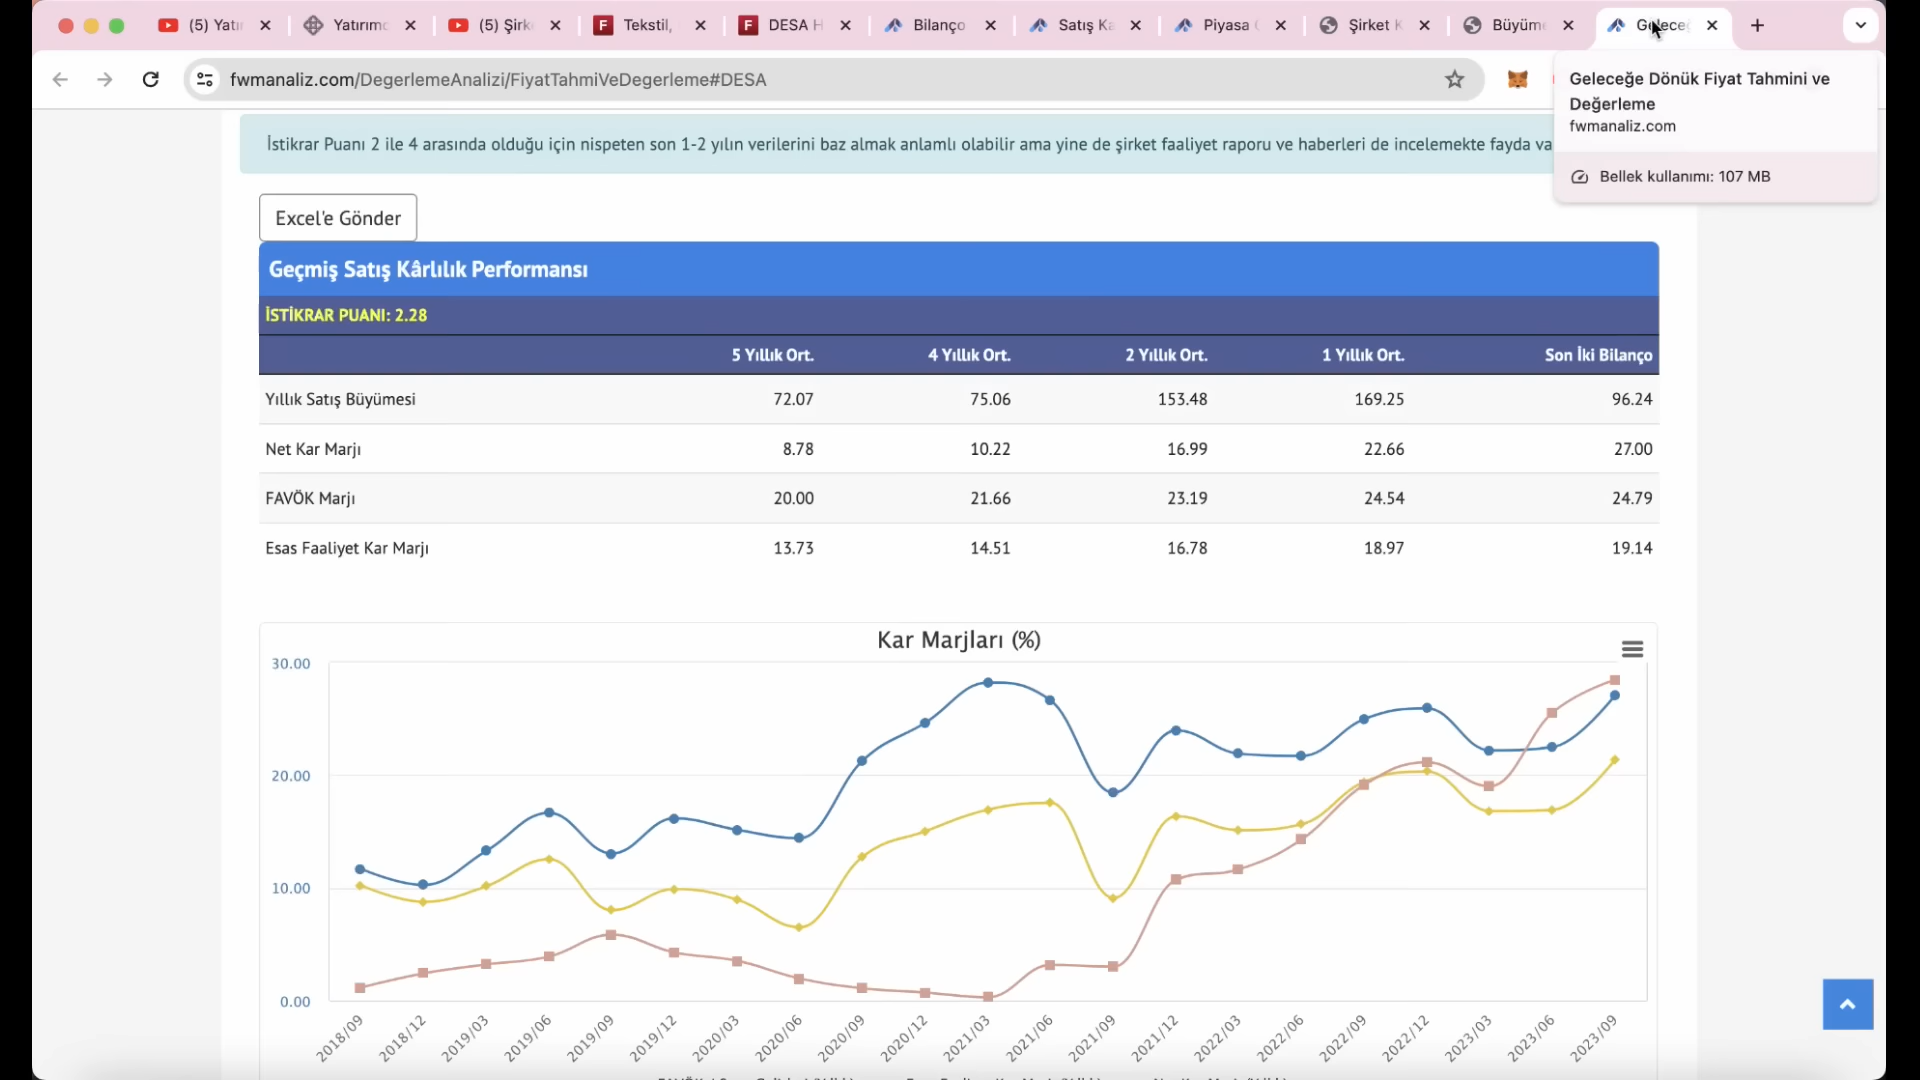 (5) Yatır
Yatırımc
(5) Şirk
Tekstil,
DESA H
Bilanço
Satış Ka
Piyasa
Şirket K
Büyüm
Gelece
fwmanaliz.com/DegerlemeAnalizi/FiyatTahmiVeDegerleme#DESA
Geleceğe Dönük Fiyat Tahmini ve
Değerleme
fwmanaliz.com
Bellek kullanımı: 107 MB
İstikrar Puanı 2 ile 4 arasında olduğu için nispeten son 1-2 yılın verilerini baz almak anlamlı olabilir ama yine de şirket faaliyet raporu ve haberleri de incelemekte fayda va
Excel'e Gönder
Geçmiş Satış Kârlılık Performansı
İSTİKRAR PUANI: 2.28
5 Yıllık Ort. 4 Yıllık Ort. 2 Yıllık Ort. 1 Yıllık Ort. Son İki Bilanço
Yıllık Satış Büyümesi 72.07 75.06 153.48 169.25 96.24
Net Kar Marjı 8.78 10.22 16.99 22.66 27.00
FAVÖK Marjı 20.00 21.66 23.19 24.54 24.79
Esas Faaliyet Kar Marjı 13.73 14.51 16.78 18.97 19.14
Kar Marjları (%)
30.00
20.00
10.00
0.00
2018/09 2018/12 2019/03 2019/06 2019/09 2019/12 2020/03 2020/06 2020/09 2020/12 2021/03 2021/06 2021/09 2021/12 2022/03 2022/06 2022/09 2022/12 2023/03 2023/06 2023/09